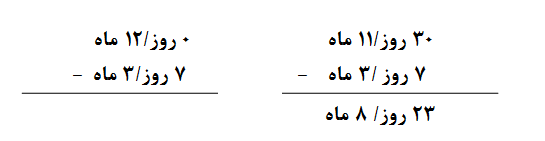 ۳۰ روز/۱۱ ماه
۷ روز/۳ ماه –
۲۳ روز/ ۸ ماه
۰ روز/۱۲ ماه
۷ روز/۳ ماه –